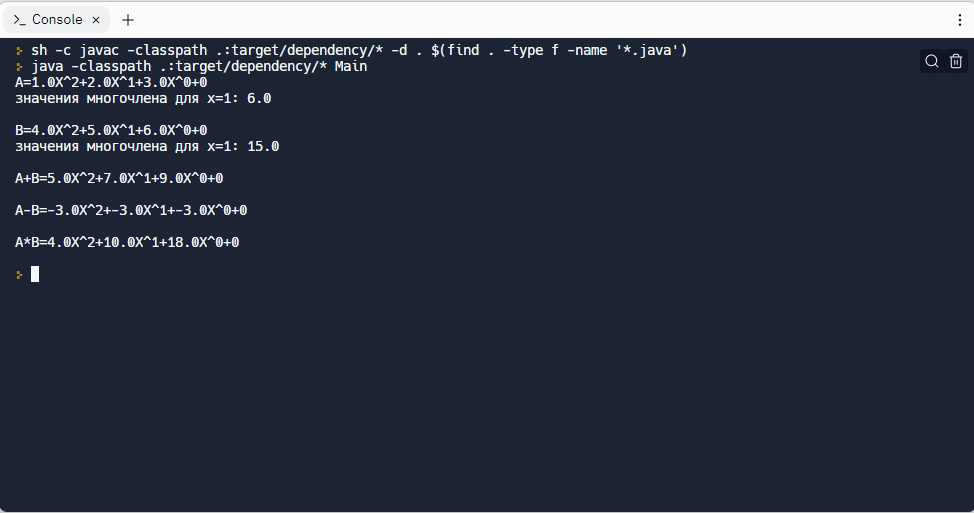 >_ Console × +
sh -c javac -classpath .:target/dependency/* -d . $(find . -type f -name '*.java')
java -classpath .:target/dependency/* Main
A=1.0X^2+2.0X^1+3.0X^0+0
значения многочлена для x=1: 6.0
B=4.0X^2+5.0X^1+6.0X^0+0
значения многочлена для x=1: 15.0
A+B=5.0X^2+7.0X^1+9.0X^0+0
A-B=-3.0X^2+-3.0X^1+-3.0X^0+0
A*B=4.0X^2+10.0X^1+18.0X^0+0